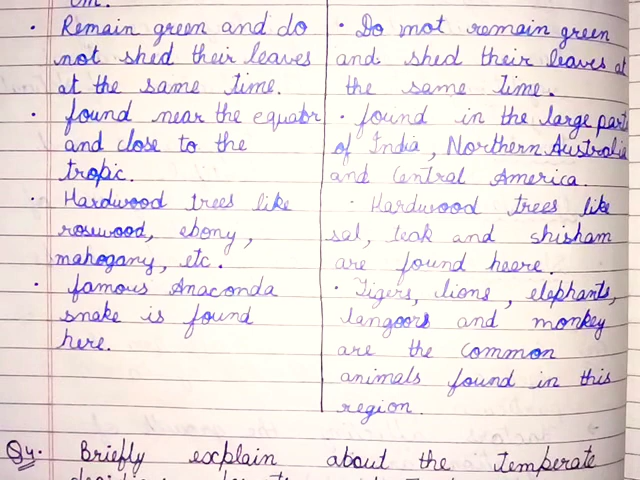 cm.
• Remain green and do
not shed their leaves
at the same time.
• found near the equator
and close to the
tropic.
• Hardwood trees like
rosewood, ebony,
mahogany, etc.
• famous Anaconda
snake is found
here.
• Do not remain green
and shed their leaves at
the same time.
• found in the large part
of India, Northern Australia
and Central America.
• Hardwood trees like
sal, teak and shisham
are found heere.
• Tigers, lions, elephants,
langoors and monkey
are the common
animals found in this
region.
Q4. Briefly explain about the temperate